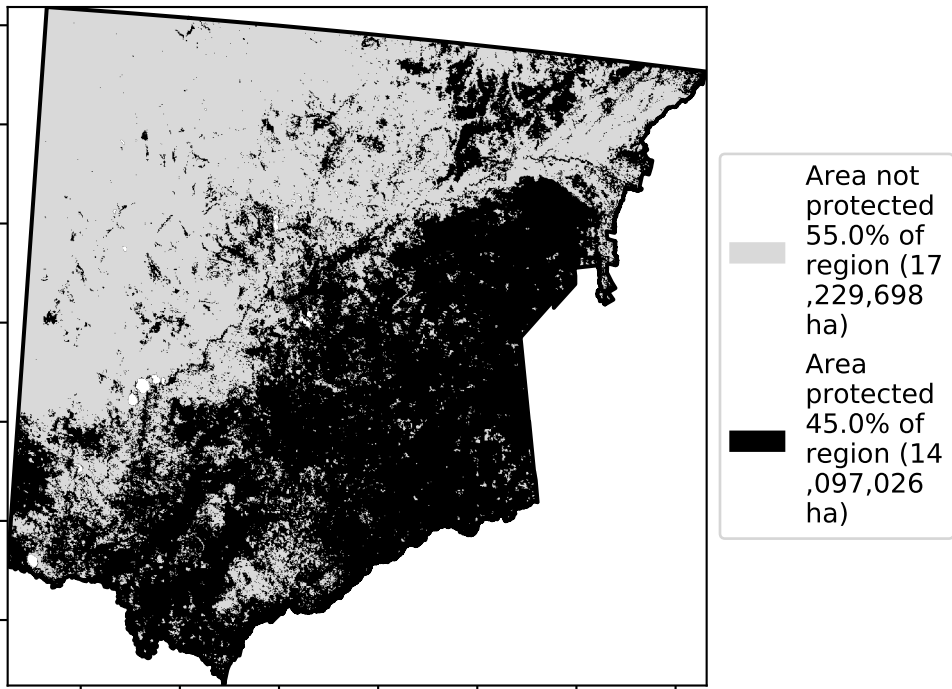 Area not
protected
55.0% of
region (17
,229,698
ha)
Area
protected
45.0% of
region (14
,097,026
ha)